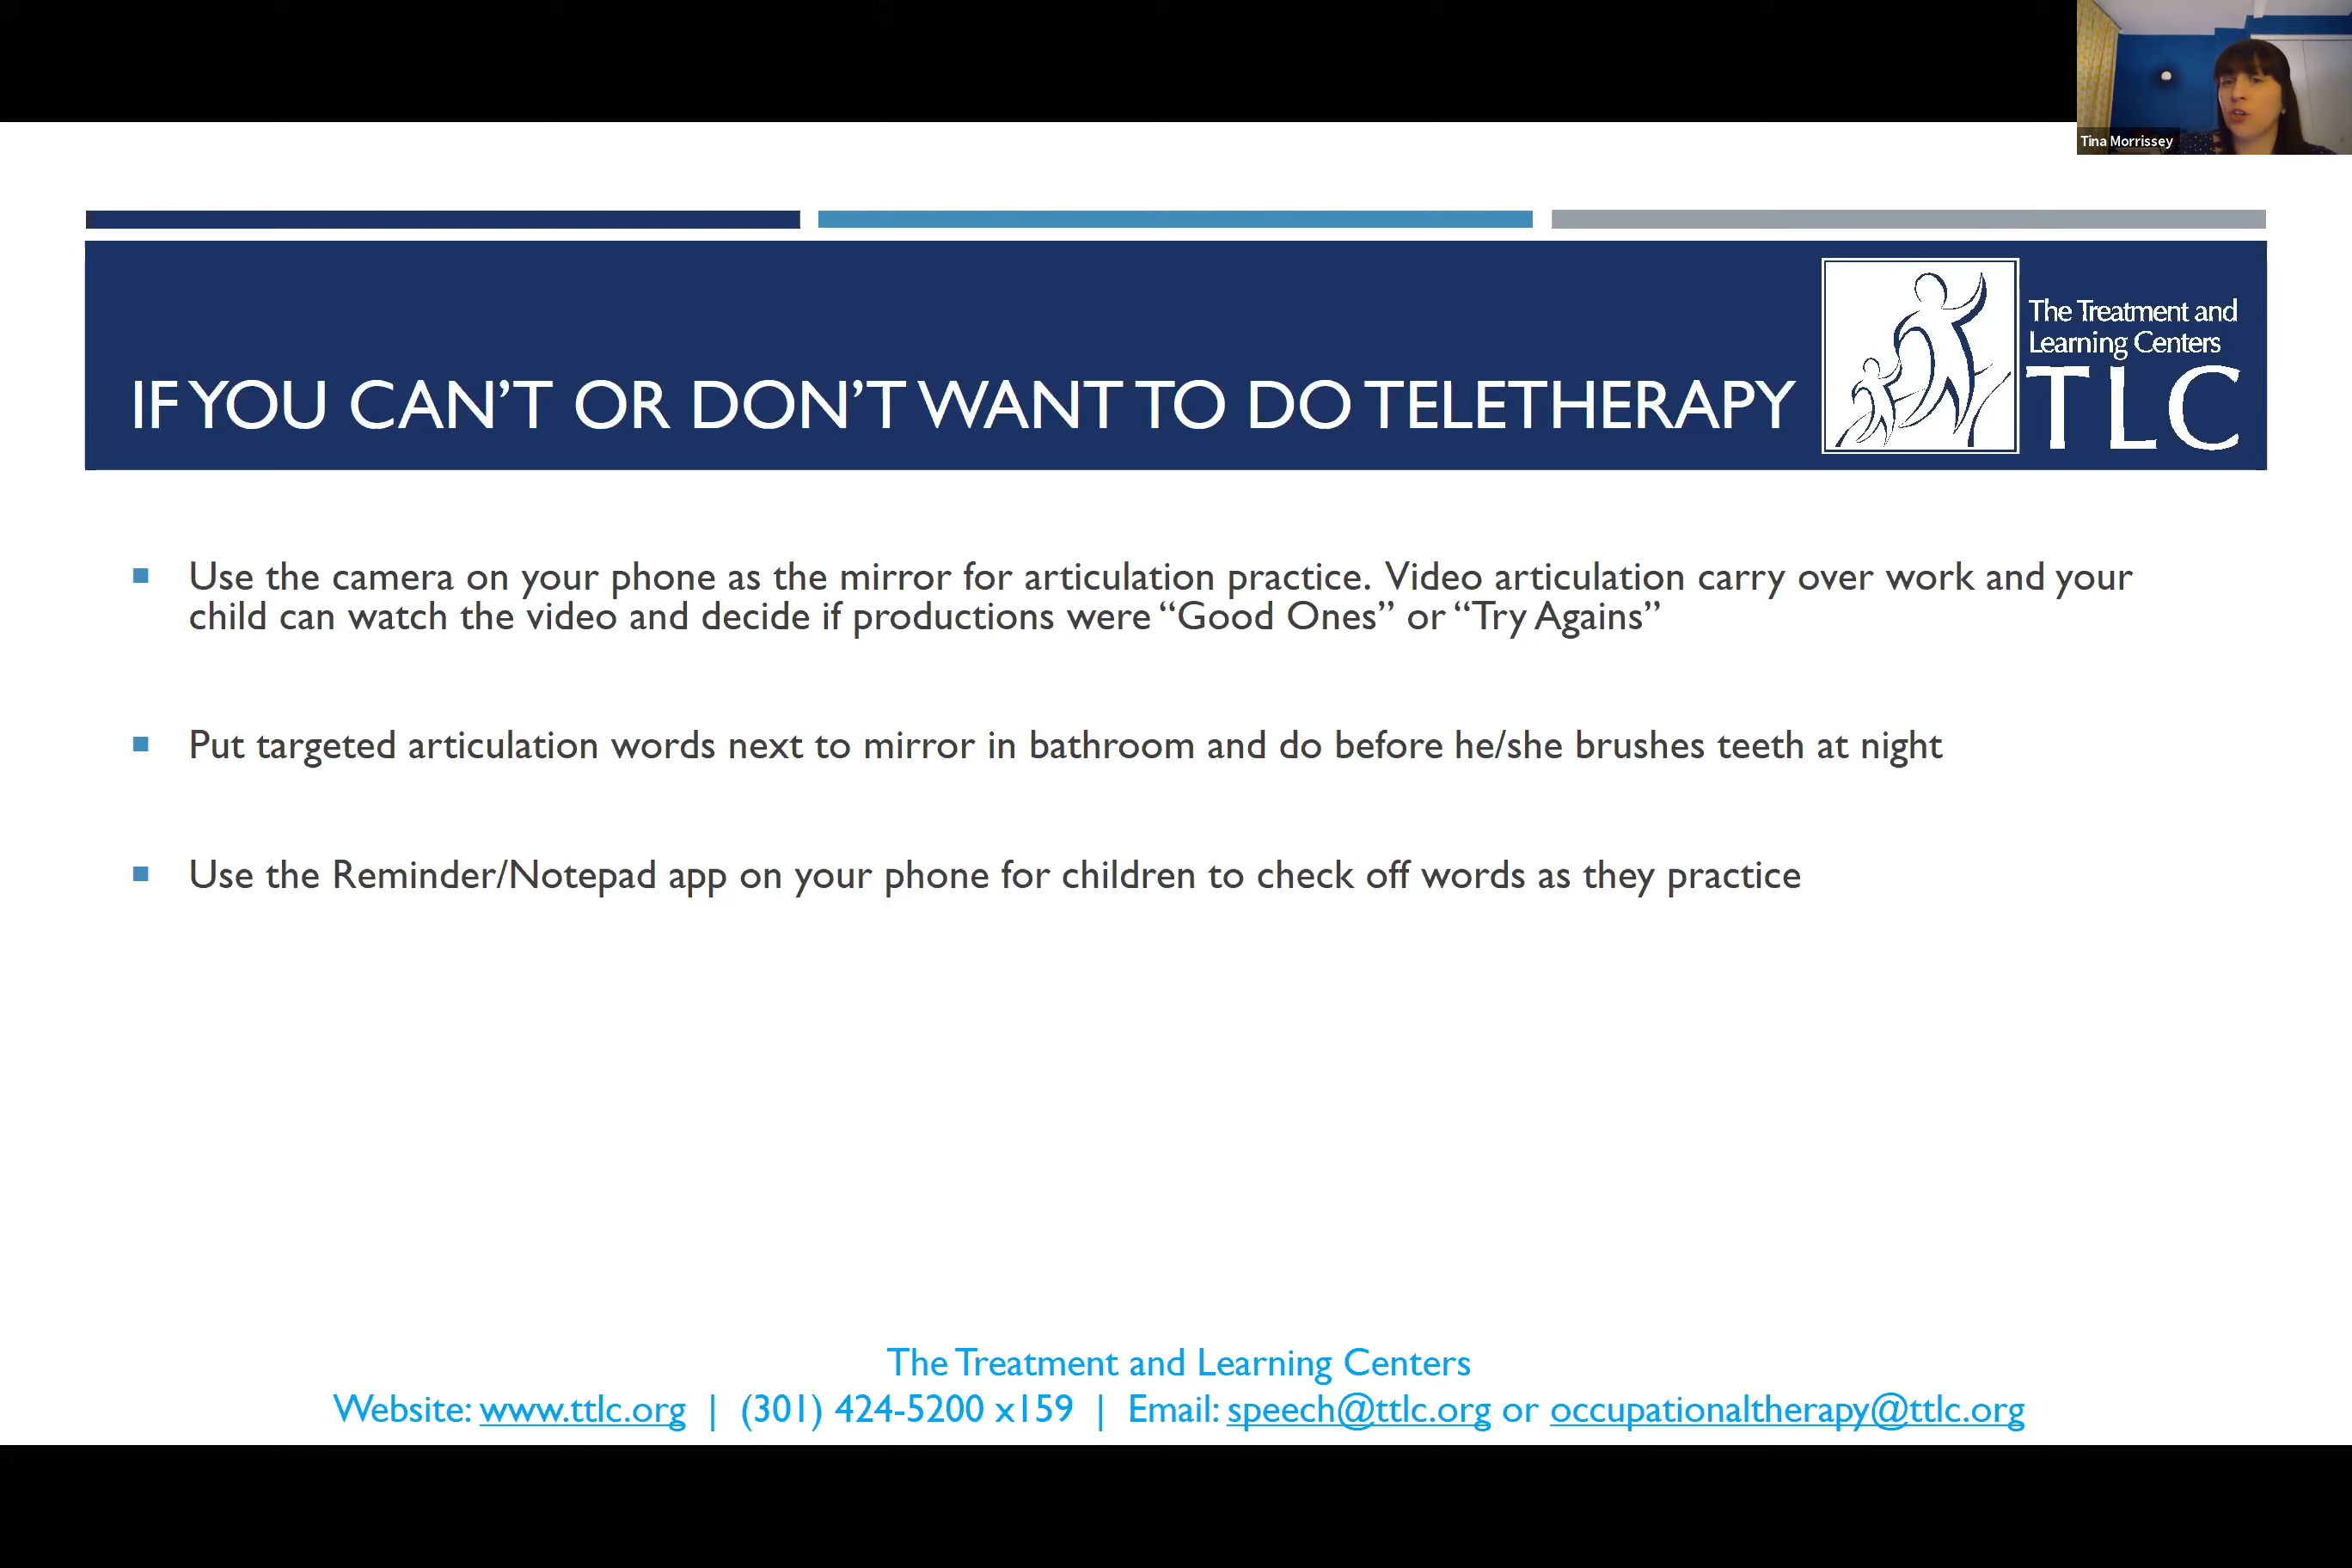 Tina Morrissey
IF YOU CAN’T OR DON’T WANT TO DO TELETHERAPY
The Treatment and
Learning Centers
TLC
Use the camera on your phone as the mirror for articulation practice. Video articulation carry over work and your
child can watch the video and decide if productions were “Good Ones” or “Try Agains”
Put targeted articulation words next to mirror in bathroom and do before he/she brushes teeth at night
Use the Reminder/Notepad app on your phone for children to check off words as they practice
The Treatment and Learning Centers
Website: www.ttlc.org | (301) 424-5200 x159 | Email: speech@ttlc.org or occupationaltherapy@ttlc.org